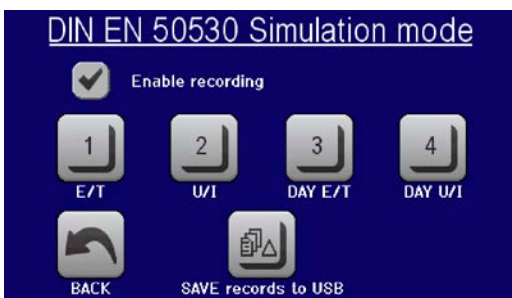 DIN EN 50530 Simulation mode
Enable recording
1 2 3 4
E/T U/I DAY E/T DAY U/I
BACK SAVE records to USB